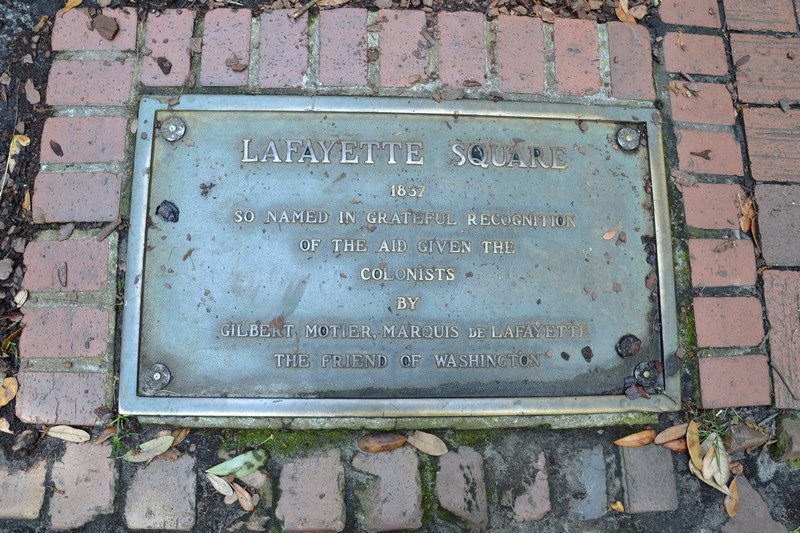 LAFAYETTE SQUARE
1837
SO NAMED IN GRATEFUL RECOGNITION
OF THE AID GIVEN THE
COLONISTS
BY
GILBERT MOTIER, MARQUIS DE LAFAYETTE
THE FRIEND OF WASHINGTON